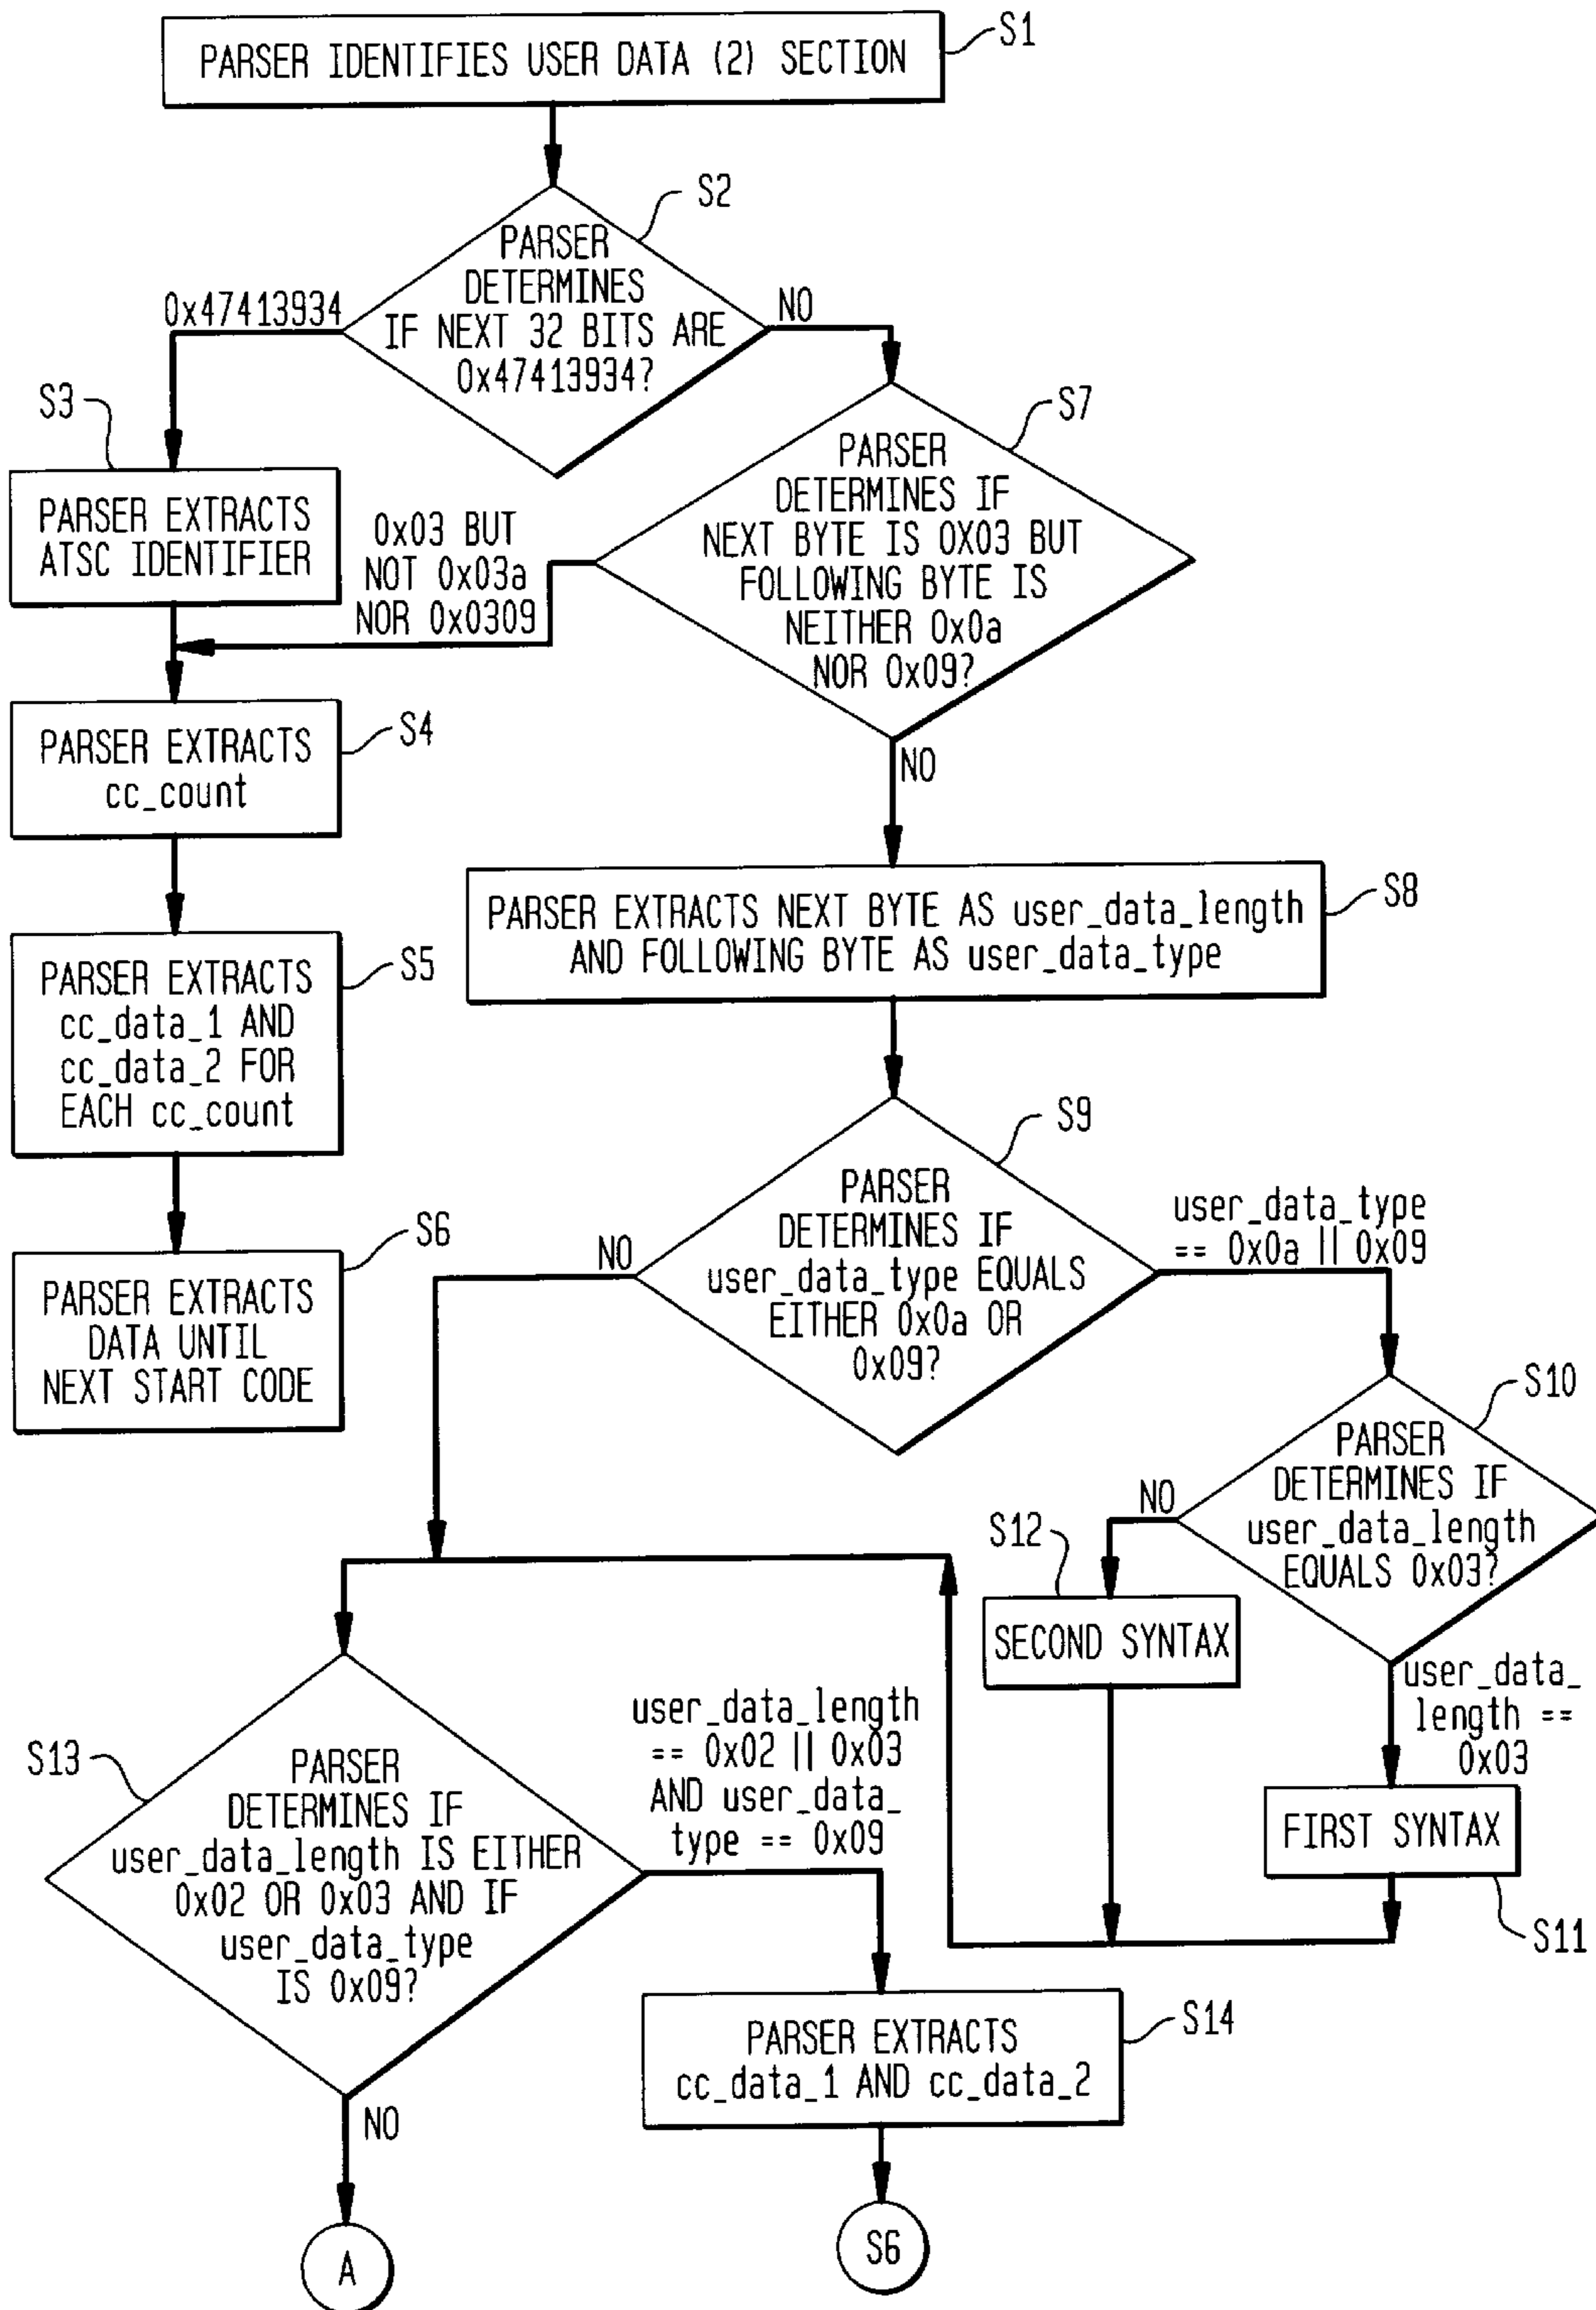 PARSER IDENTIFIES USER DATA (2) SECTION
S1
S2
PARSER
DETERMINES
IF NEXT 32 BITS ARE
0x47413934?
0x47413934
NO
S3
PARSER EXTRACTS
ATSC IDENTIFIER
S7
PARSER
DETERMINES IF
NEXT BYTE IS 0X03 BUT
FOLLOWING BYTE IS
NEITHER 0x0a
NOR 0x09?
0x03 BUT
NOT 0x03a
NOR 0x0309
NO
S4
PARSER EXTRACTS
cc_count
S8
PARSER EXTRACTS NEXT BYTE AS user_data_length
AND FOLLOWING BYTE AS user_data_type
S5
PARSER EXTRACTS
cc_data_1 AND
cc_data_2 FOR
EACH cc_count
S6
PARSER EXTRACTS
DATA UNTIL
NEXT START CODE
S9
PARSER
DETERMINES IF
user_data_type EQUALS
EITHER 0x0a OR
0x09?
NO
user_data_type
== 0x0a || 0x09
S10
PARSER
DETERMINES IF
user_data_length
EQUALS 0x03?
NO
S12
SECOND SYNTAX
user_data_
length ==
0x03
FIRST SYNTAX
S11
S13
PARSER
DETERMINES IF
user_data_length IS EITHER
0x02 OR 0x03 AND IF
user_data_type
IS 0x09?
user_data_length
== 0x02 || 0x03
AND user_data_
type == 0x09
S14
PARSER EXTRACTS
cc_data_1 AND cc_data_2
NO
A
S6